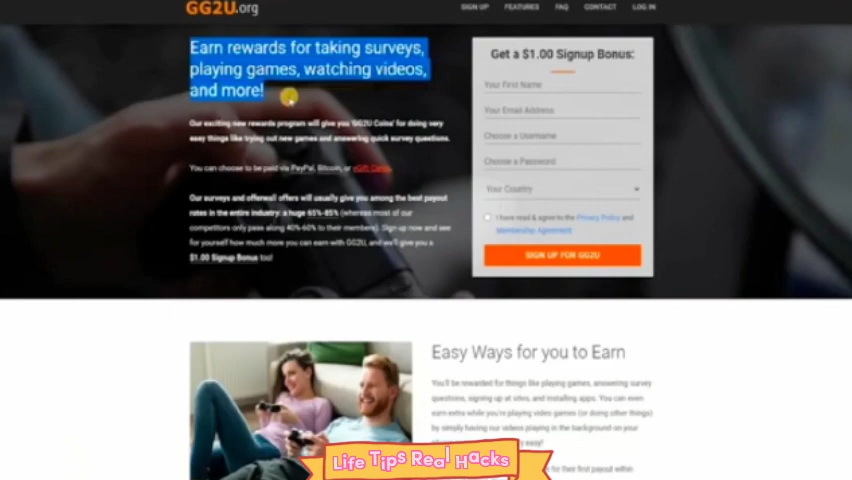 GG2U.org
SIGN UP FEATURES FAQ CONTACT LOG IN
Earn rewards for taking surveys,
playing games, watching videos,
and more!
Our exciting new rewards program will give you 'GG2U Coins' for doing very
easy things like trying out new games and answering quick survey questions.
You can choose to be paid via PayPal, Bitcoin, or eGift Cards.
Our surveys and offerwall offers will usually give you among the best payout
rates in the entire industry: a huge 65%-85% (whereas most of our
competitors only pass along 40%-60% to their members). Sign up now and see
for yourself how much more you can earn with GG2U, and we'll give you a
$1.00 Signup Bonus too!
Get a $1.00 Signup Bonus:
Your First Name
Your Email Address
Choose a Username
Choose a Password
Your Country
I have read & agree to the Privacy Policy and
Membership Agreement
SIGN UP FOR GG2U
Easy Ways for you to Earn
You'll be rewarded for things like playing games, answering survey
questions, signing up at sites, and installing apps. You can even
earn extra while you're playing video games (or doing other things)
by simply having our videos playing in the background on your
easy!
for their first payout within
Life Tips Real Hacks